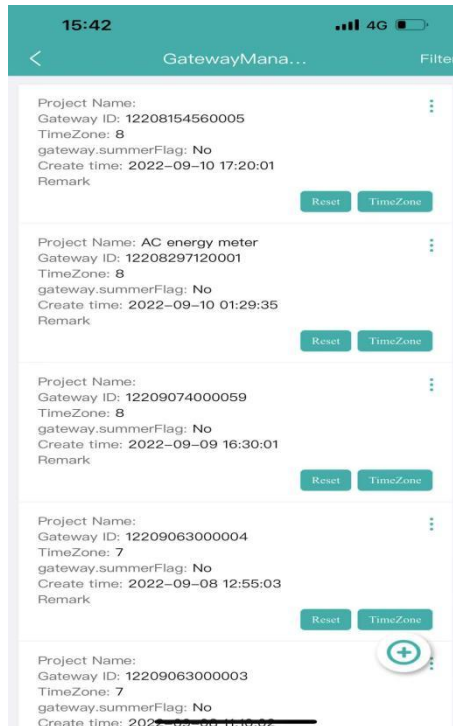 15:42
4G
GatewayMana...
Filte
Project Name:
Gateway ID: 12208154560005
TimeZone: 8
gateway.summerFlag: No
Create time: 2022-09-10 17:20:01
Remark
Reset TimeZone
Project Name: AC energy meter
Gateway ID: 12208297120001
TimeZone: 8
gateway.summerFlag: No
Create time: 2022-09-10 01:29:35
Remark
Reset TimeZone
Project Name:
Gateway ID: 12209074000059
TimeZone: 8
gateway.summerFlag: No
Create time: 2022-09-09 16:30:01
Remark
Reset TimeZone
Project Name:
Gateway ID: 12209063000004
TimeZone: 7
gateway.summerFlag: No
Create time: 2022-09-08 12:55:03
Remark
Reset TimeZone
Project Name:
Gateway ID: 12209063000003
TimeZone: 7
gateway.summerFlag: No
Create time: